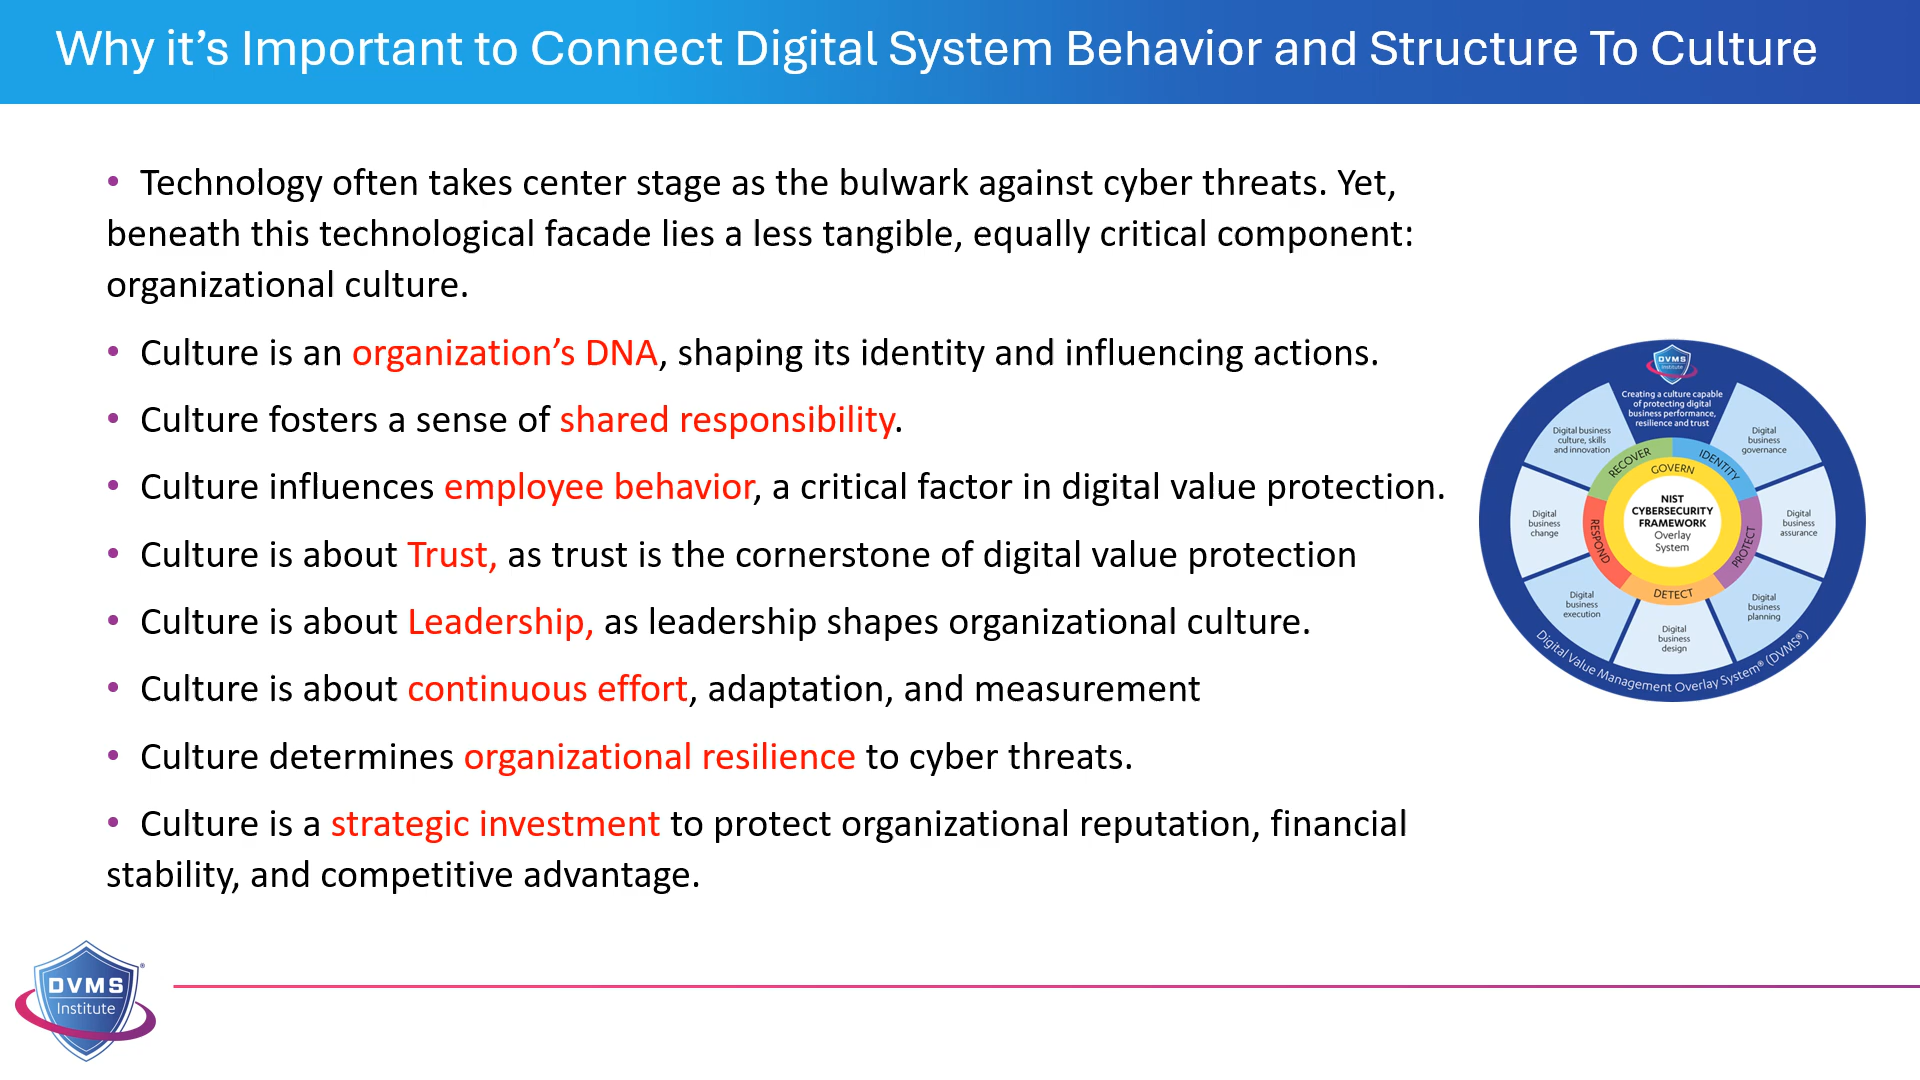 Why it’s Important to Connect Digital System Behavior and Structure To Culture
• Technology often takes center stage as the bulwark against cyber threats. Yet,
beneath this technological facade lies a less tangible, equally critical component:
organizational culture.
• Culture is an organization’s DNA, shaping its identity and influencing actions.
• Culture fosters a sense of shared responsibility.
• Culture influences employee behavior, a critical factor in digital value protection.
• Culture is about Trust, as trust is the cornerstone of digital value protection
• Culture is about Leadership, as leadership shapes organizational culture.
• Culture is about continuous effort, adaptation, and measurement
• Culture determines organizational resilience to cyber threats.
• Culture is a strategic investment to protect organizational reputation, financial
stability, and competitive advantage.
DVMS
Institute
Creating a culture capable
of protecting digital
business performance,
resilience and trust
Digital business
culture, skills
and innovation
Digital
business
governance
Digital
business
change
Digital
business
assurance
Digital
business
execution
Digital
business
planning
Digital
business
design
RECOVER
GOVERN
IDENTITY
RESPOND
PROTECT
DETECT
NIST
CYBERSECURITY
FRAMEWORK
Overlay
System
Digital Value Management Overlay System® (DVMS®)
DVMS®
Institute